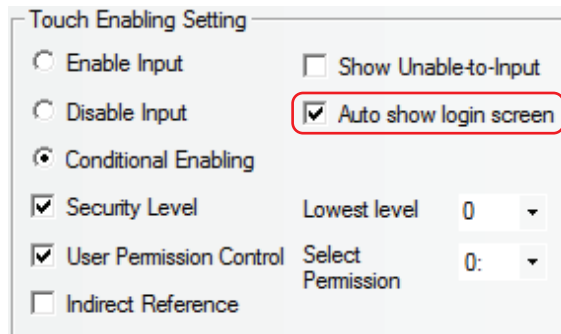 Touch Enabling Setting
Enable Input
Show Unable-to-Input
Disable Input
Auto show login screen
Conditional Enabling
Security Level
Lowest level
0
User Permission Control
Select
Permission
0:
Indirect Reference